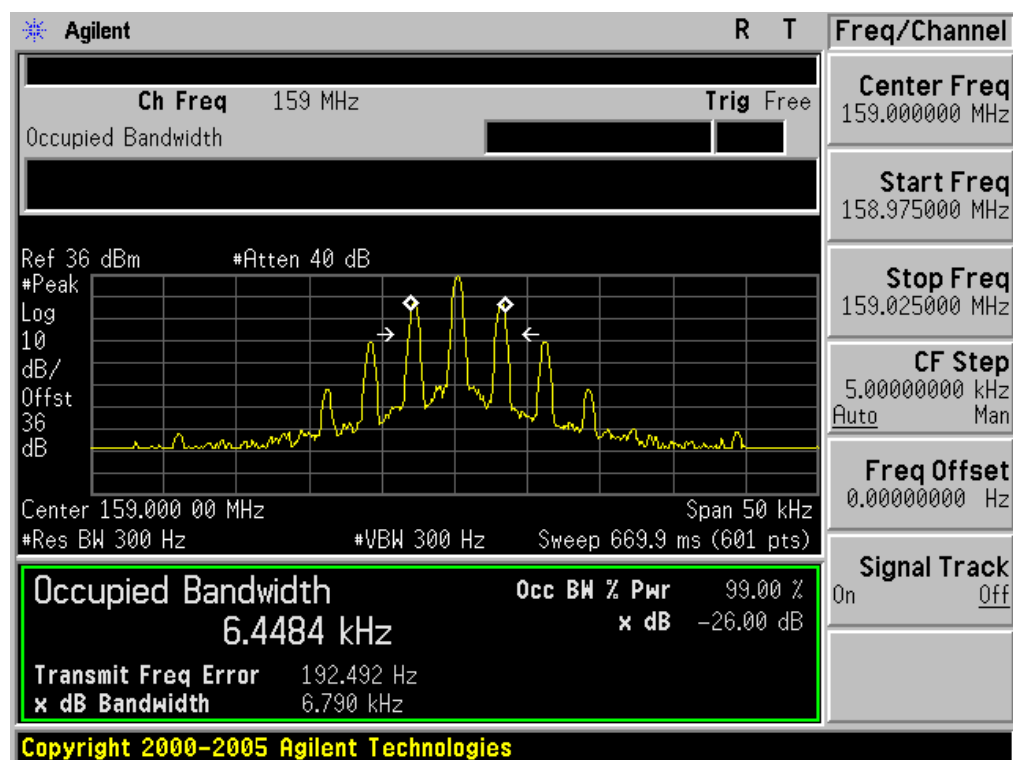 Agilent R T
Ch Freq 159 MHz Trig Free
Occupied Bandwidth
Ref 36 dBm #Atten 40 dB
#Peak
Log
10
dB/
Offst
36
dB
Center 159.000 00 MHz Span 50 kHz
#Res BW 300 Hz #VBW 300 Hz Sweep 669.9 ms (601 pts)
Occupied Bandwidth
6.4484 kHz
Occ BW % Pwr 99.00 %
x dB -26.00 dB
Transmit Freq Error 192.492 Hz
x dB Bandwidth 6.790 kHz
Copyright 2000-2005 Agilent Technologies
Freq/Channel
Center Freq
159.000000 MHz
Start Freq
158.975000 MHz
Stop Freq
159.025000 MHz
CF Step
5.00000000 kHz
Auto Man
Freq Offset
0.00000000 Hz
Signal Track
On Off